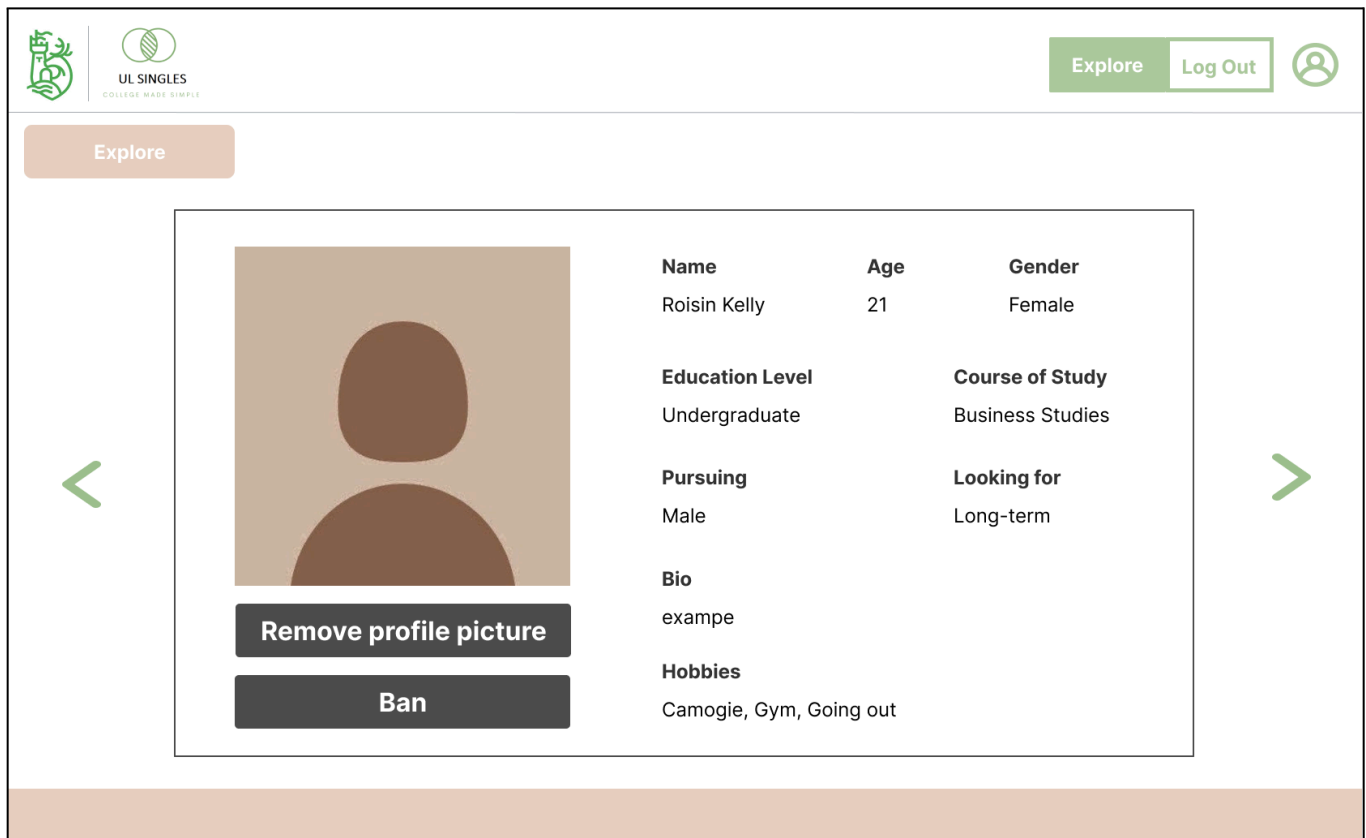 UL SINGLES
COLLEGE MADE SIMPLE
Explore Log Out
Explore
Name Age Gender
Roisin Kelly 21 Female
Education Level Course of Study
Undergraduate Business Studies
Pursuing Looking for
Male Long-term
Bio
exampe
Hobbies
Camogie, Gym, Going out
Remove profile picture
Ban